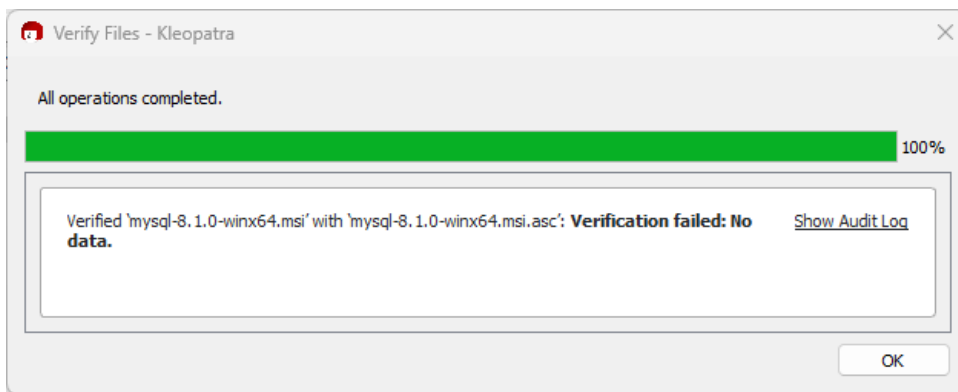 Verify Files - Kleopatra
All operations completed.
100%
Verified 'mysql-8.1.0-winx64.msi' with 'mysql-8.1.0-winx64.msi.asc': Verification failed: No
data.
Show Audit Log
OK